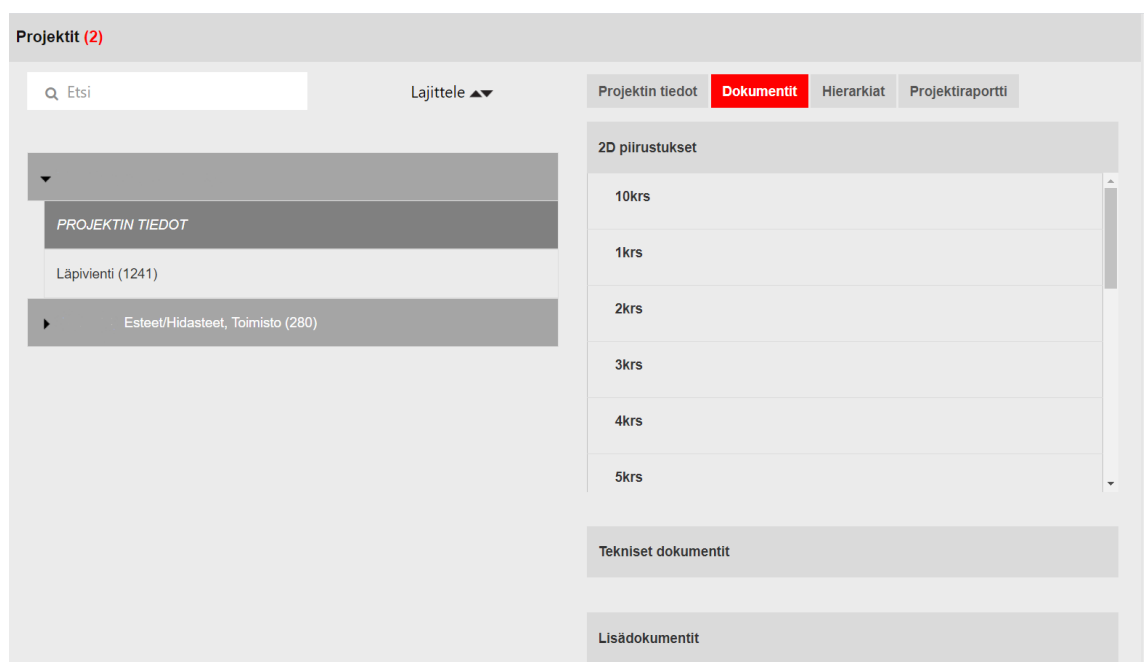 Projektit (2)
Etsi
Lajittele
PROJEKTIN TIEDOT
Läpivienti (1241)
Esteet/Hidasteet, Toimisto (280)
Projektin tiedot
Dokumentit
Hierarkiat
Projektiraportti
2D piirustukset
10krs
1krs
2krs
3krs
4krs
5krs
Tekniset dokumentit
Lisädokumentit